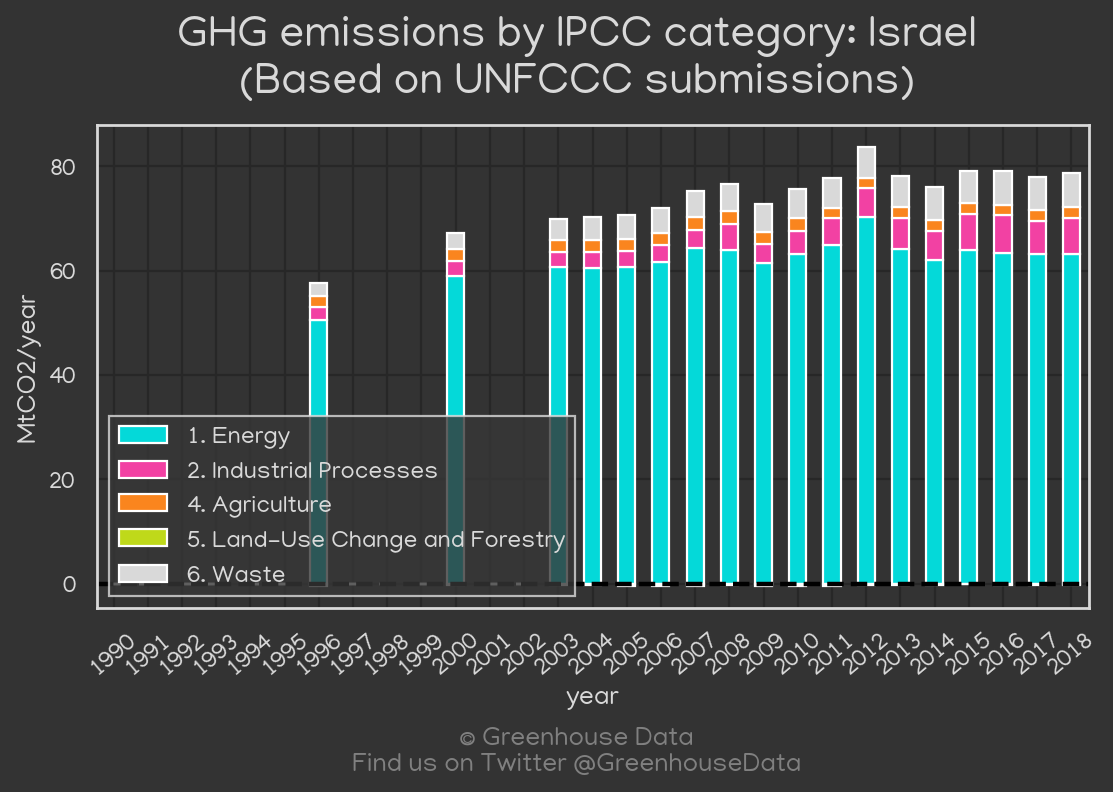 GHG emissions by IPCC category: Israel
(Based on UNFCCC submissions)
MtCO2/year
80
60
40
20
0
1. Energy
2. Industrial Processes
4. Agriculture
5. Land-Use Change and Forestry
6. Waste
1990 1991 1992 1993 1994 1995 1996 1997 1998 1999 2000 2001 2002 2003 2004 2005 2006 2007 2008 2009 2010 2011 2012 2013 2014 2015 2016 2017 2018
year
© Greenhouse Data
Find us on Twitter @GreenhouseData